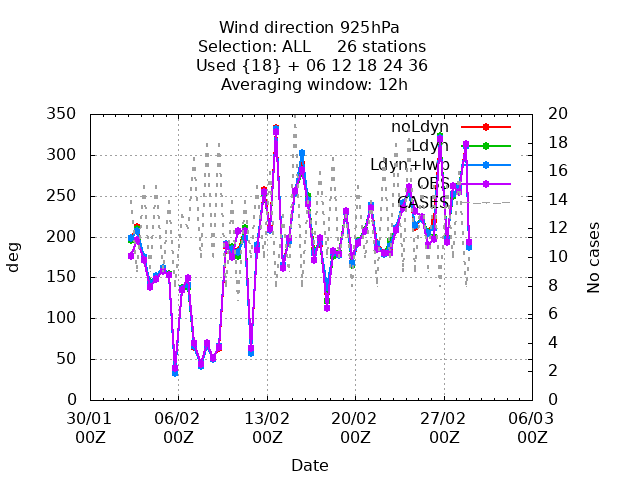 Wind direction 925hPa
Selection: ALL 26 stations
Used {18} + 06 12 18 24 36
Averaging window: 12h
350
300
250
200
150
100
50
0
deg
20
18
16
14
12
10
8
6
4
2
0
No cases
noLdyn
Ldyn
Ldyn+lwp
OBS
CASES
30/01 06/02 13/02 20/02 27/02 06/03
00Z 00Z 00Z 00Z 00Z 00Z
Date